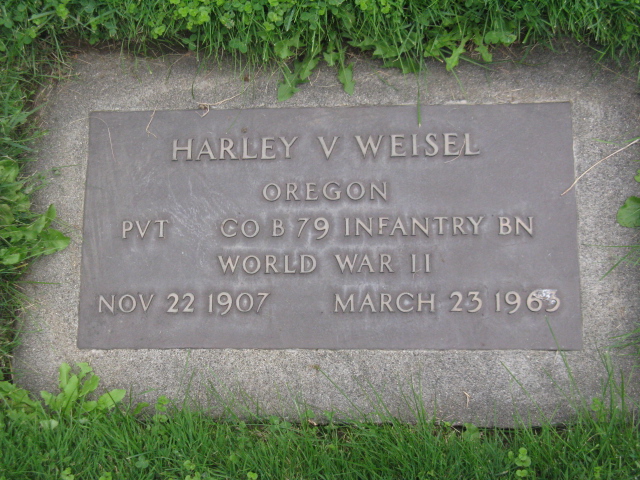 HARLEY V WEISEL
OREGON
PVT CO B 79 INFANTRY BN
WORLD WAR II
NOV 22 1907 MARCH 23